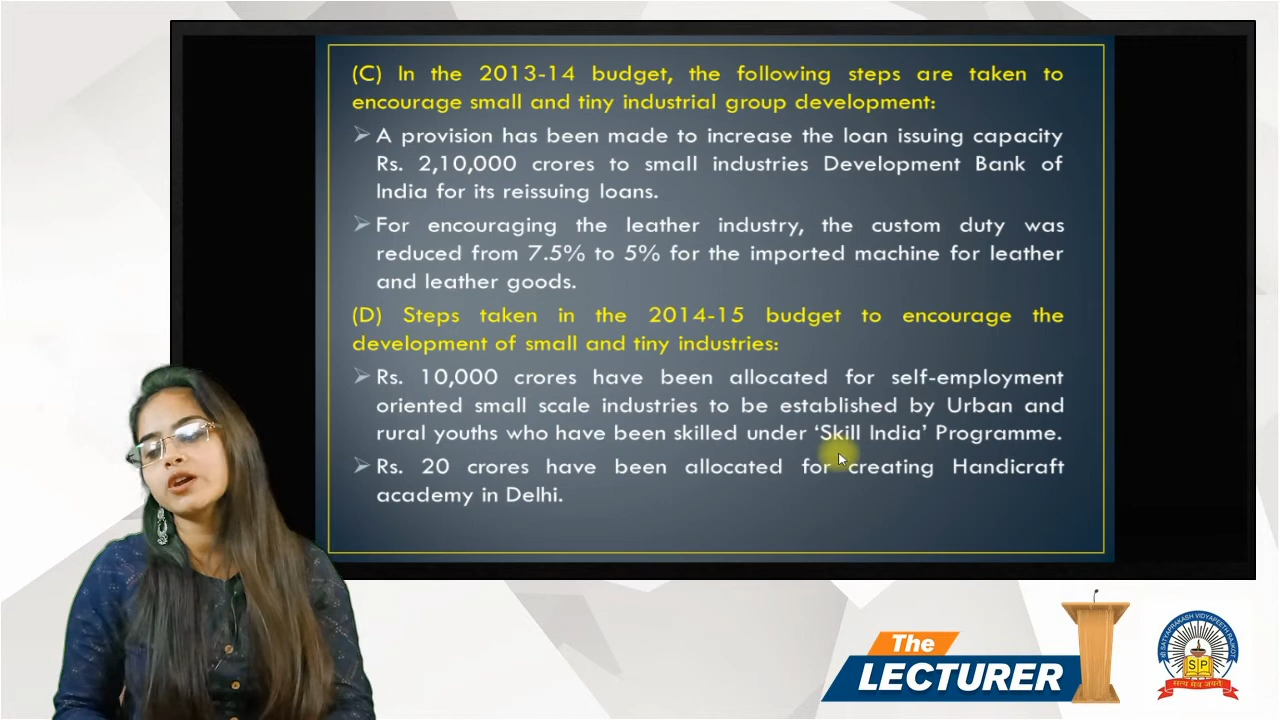 (C) In the 2013-14 budget, the following steps are taken to
encourage small and tiny industrial group development:
➢ A provision has been made to increase the loan issuing capacity
Rs. 2,10,000 crores to small industries Development Bank of
India for its reissuing loans.
➢ For encouraging the leather industry, the custom duty was
reduced from 7.5% to 5% for the imported machine for leather
and leather goods.
(D) Steps taken in the 2014-15 budget to encourage the
development of small and tiny industries:
➢ Rs. 10,000 crores have been allocated for self-employment
oriented small scale industries to be established by Urban and
rural youths who have been skilled under ‘Skill India’ Programme.
➢ Rs. 20 crores have been allocated for creating Handicraft
academy in Delhi.
The
LECTURER
SATYAPRAKASH VIDYAPEETH RAJKOT
S P
सत्य मेव जयते